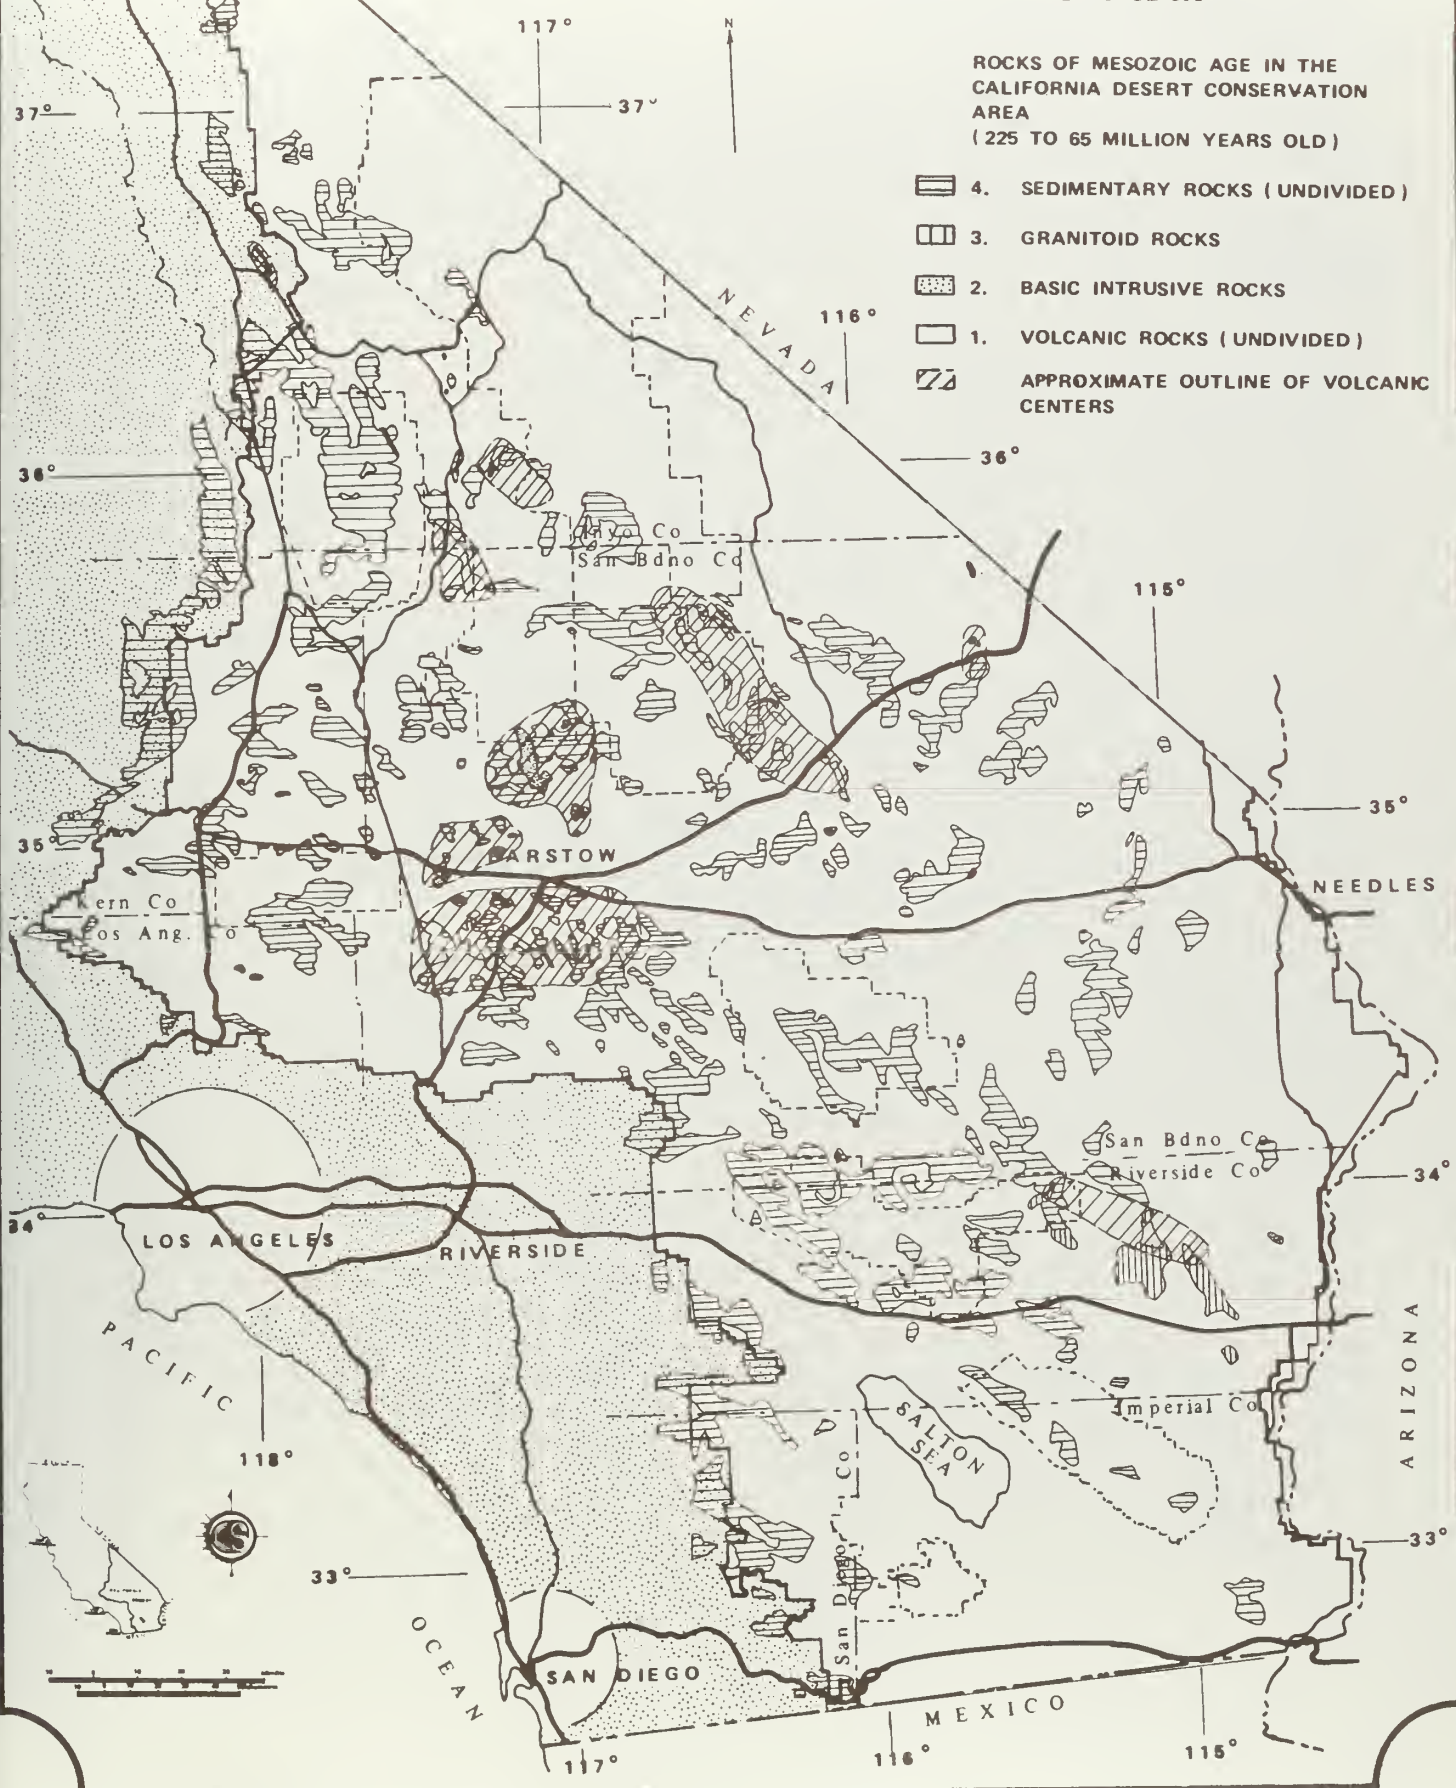 ROCKS OF MESOZOIC AGE IN THE
CALIFORNIA DESERT CONSERVATION
AREA
(225 TO 65 MILLION YEARS OLD)
4. SEDIMENTARY ROCKS (UNDIVIDED)
3. GRANITOID ROCKS
2. BASIC INTRUSIVE ROCKS
1. VOLCANIC ROCKS (UNDIVIDED)
APPROXIMATE OUTLINE OF VOLCANIC
CENTERS
117°
N
37°
37°
NEVADA
116°
36°
36°
Inyo Co
San Bdno Co
115°
35°
35°
BARSTOW
NEEDLES
Kern Co
Los Ang. Co
San Bdno Co
Riverside Co
34°
34°
LOS ANGELES
RIVERSIDE
PACIFIC
ARIZONA
Imperial Co
SALTON
SEA
118°
San Diego Co
33°
33°
OCEAN
SAN DIEGO
MEXICO
117°
116°
115°